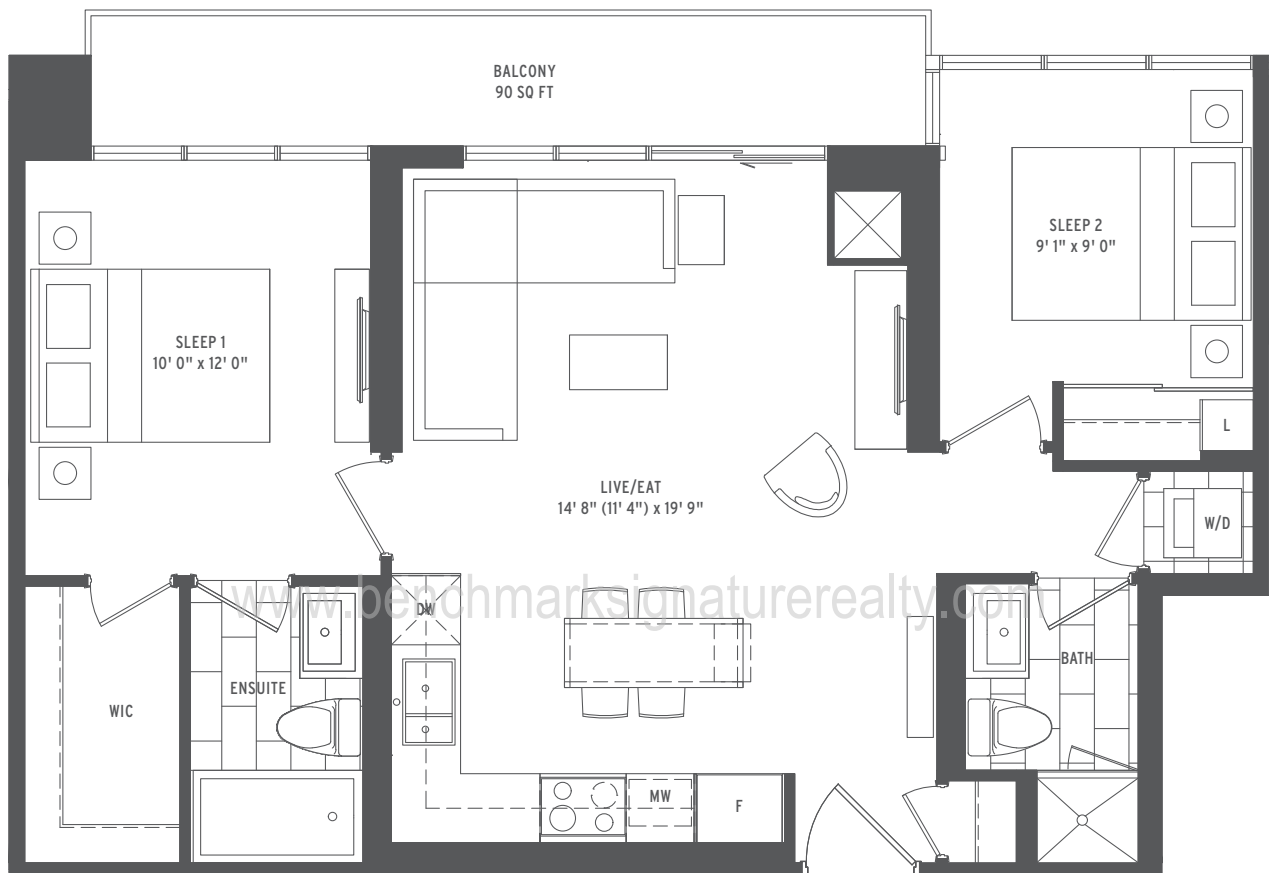 BALCONY
90 SQ FT
SLEEP 2
9' 1" x 9' 0"
SLEEP 1
10' 0" x 12' 0"
L
LIVE/EAT
14' 8" (11' 4") x 19' 9"
W/D
www.benchmarksignaturerealty.com
DW
BATH
ENSUITE
WIC
MW
F